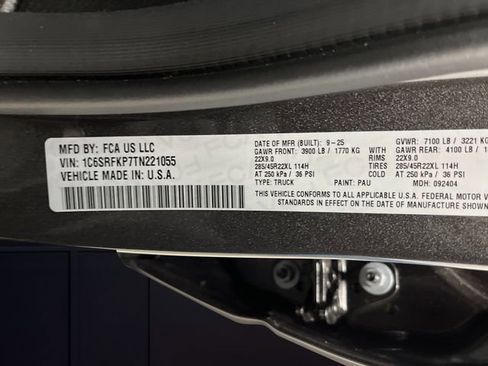 MFD BY: FCA US LLC
VIN: 1C6SRFKP7TN221055
VEHICLE MADE IN U.S.A.
DATE OF MFR (BUILT): 9-25 GVWR: 7100 LB / 3221 KG
GAWR FRONT: 3900 LB / 1770 KG GAWR REAR: 4100 LB /
22X9.0 RIMS 22X9.0
285/45R22XL 114H TIRES 285/45R22XL 114H
AT 250 kPa / 36 PSI COLD AT 250 kPa / 36 PSI
TYPE: TRUCK PAINT: PAU MDH: 092404
THIS VEHICLE CONFORMS TO ALL APPLICABLE U.S.A. FEDERAL MOTOR
STANDARDS IN EFFECT ON THE DATE OF MANUFACTURE SHOWN